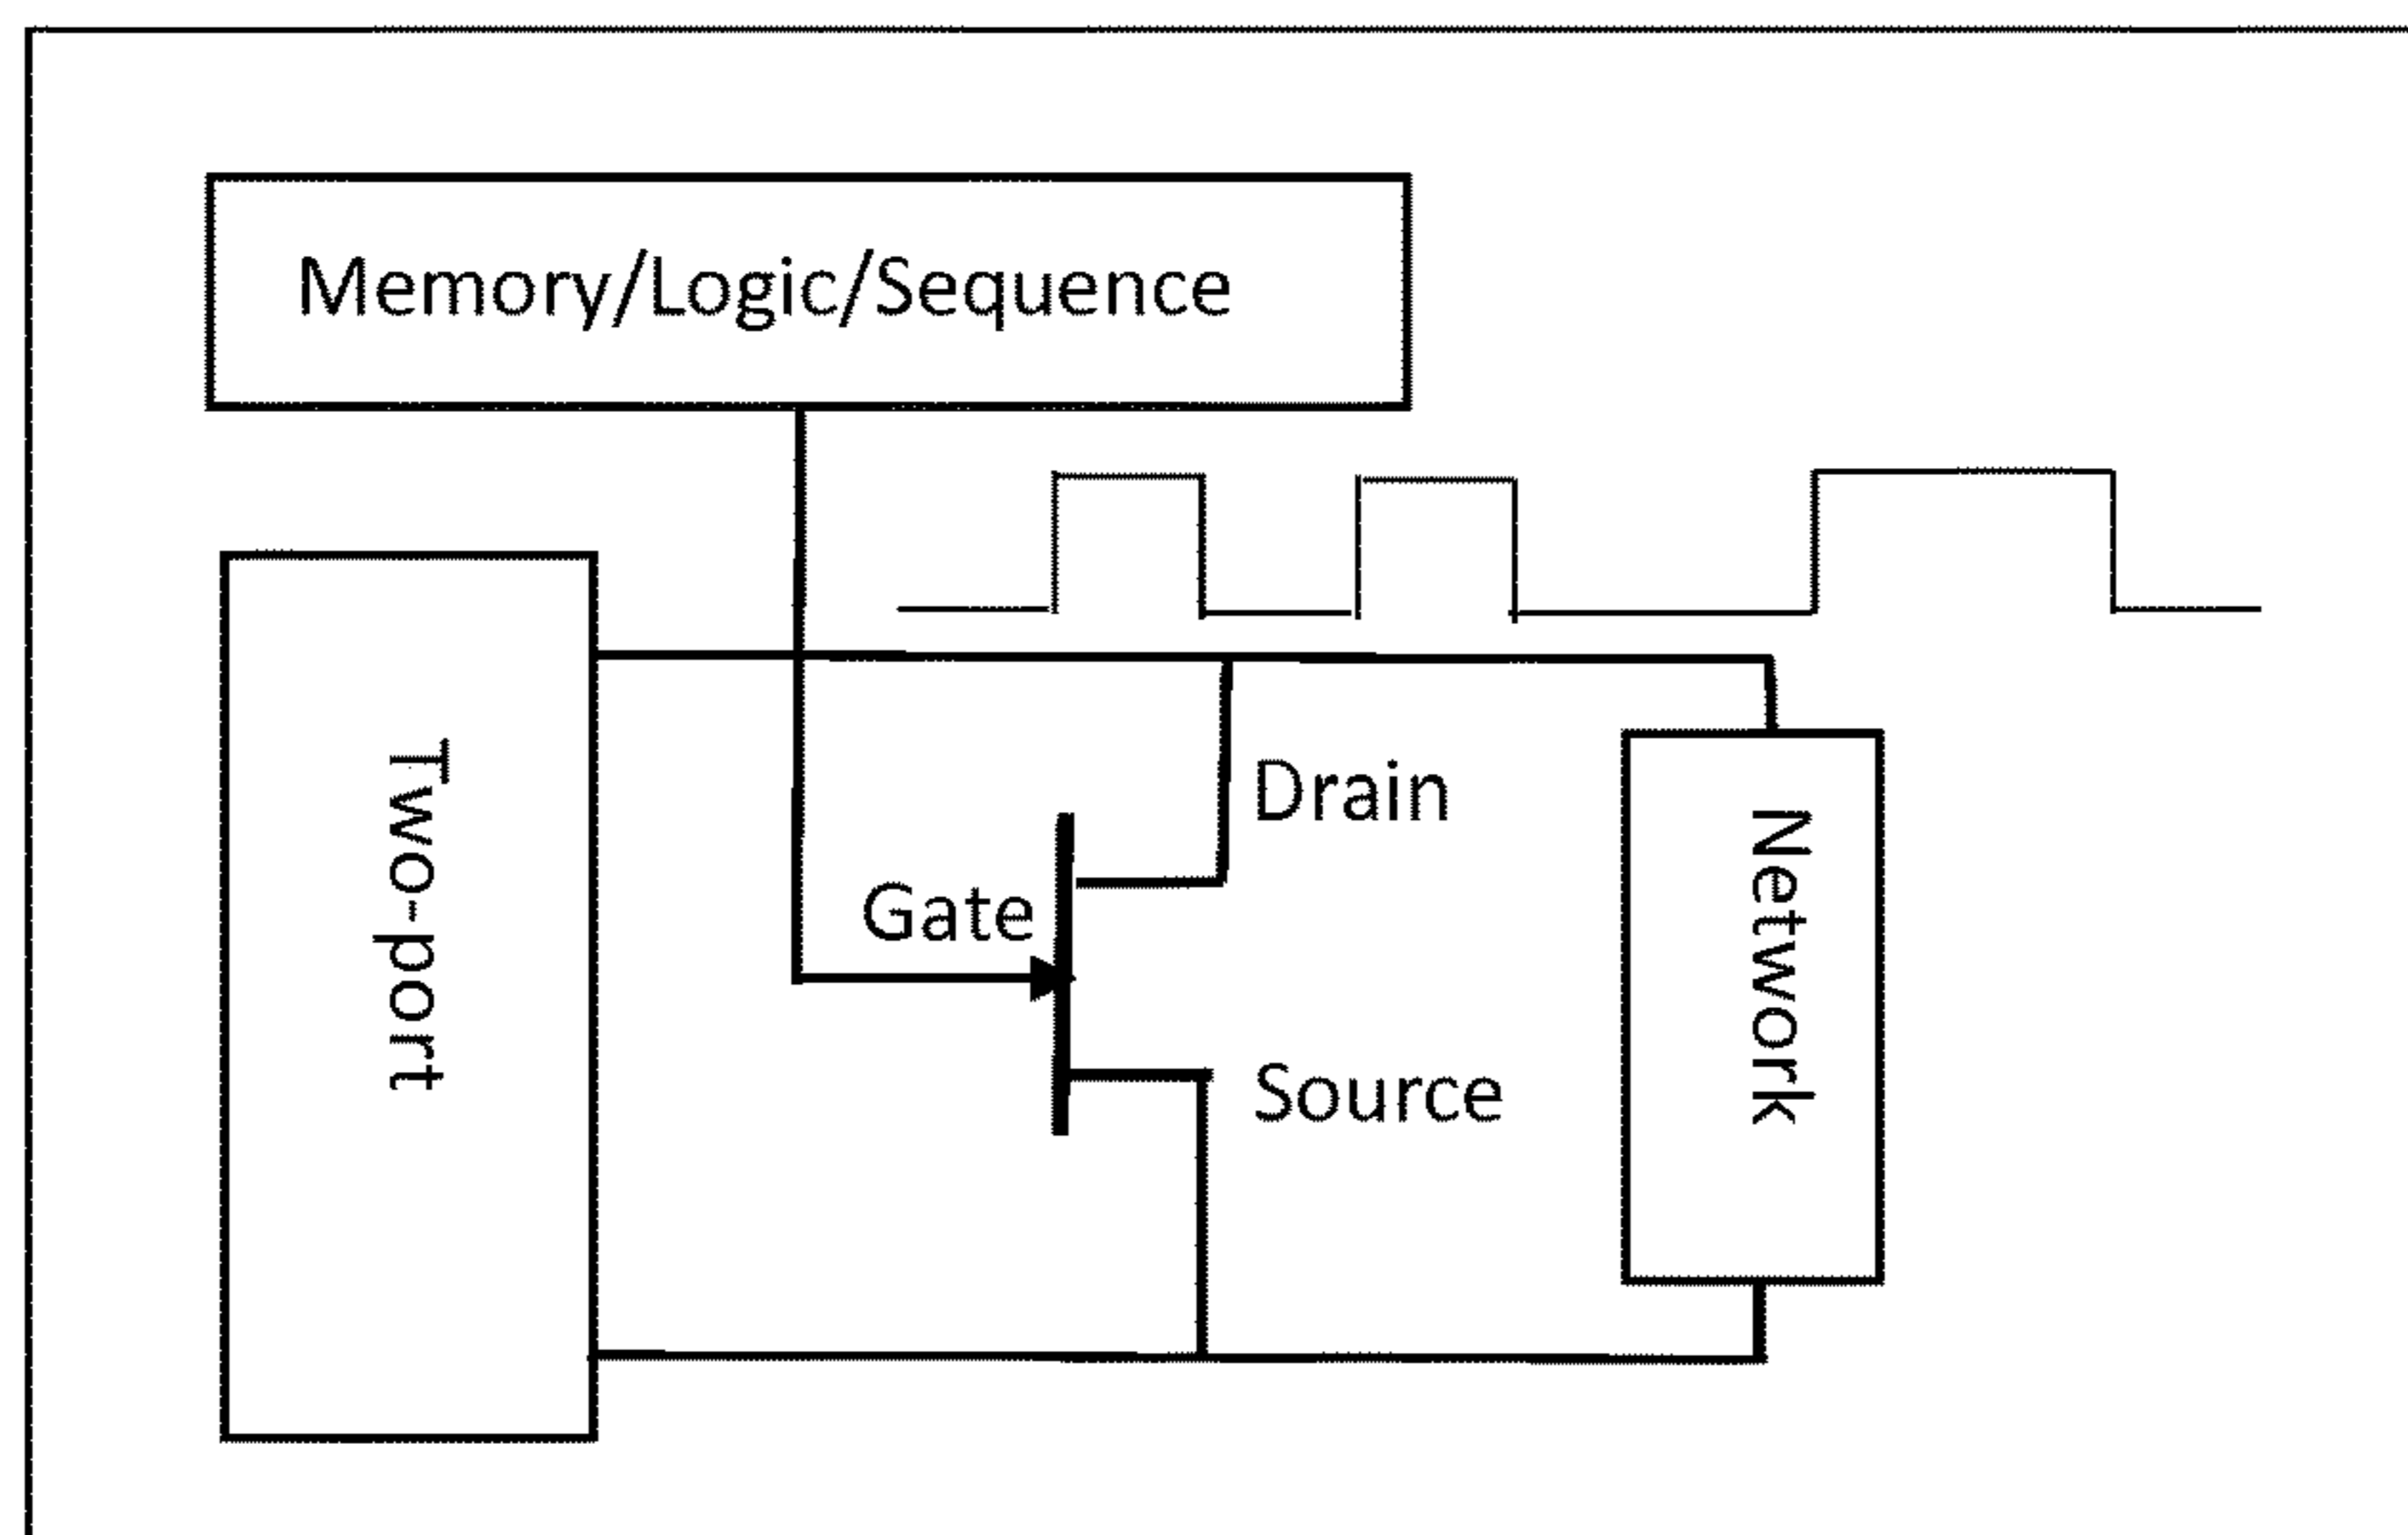 Memory/Logic/Sequence
Two-port
Drain
Gate
Source
Network